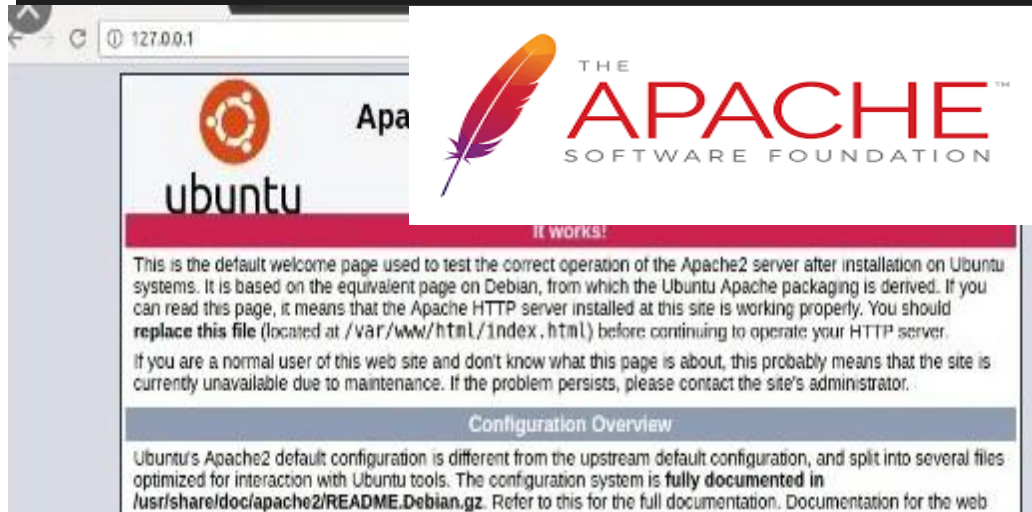 127.0.0.1
THE
APACHE™
SOFTWARE FOUNDATION
Apa
ubuntu
It works!
This is the default welcome page used to test the correct operation of the Apache2 server after installation on Ubuntu
systems. It is based on the equivalent page on Debian, from which the Ubuntu Apache packaging is derived. If you
can read this page, it means that the Apache HTTP server installed at this site is working properly. You should
replace this file (located at /var/www/html/index.html) before continuing to operate your HTTP server.
If you are a normal user of this web site and don't know what this page is about, this probably means that the site is
currently unavailable due to maintenance. If the problem persists, please contact the site's administrator.
Configuration Overview
Ubuntu's Apache2 default configuration is different from the upstream default configuration, and split into several files
optimized for interaction with Ubuntu tools. The configuration system is fully documented in
/usr/share/doc/apache2/README.Debian.gz. Refer to this for the full documentation. Documentation for the web